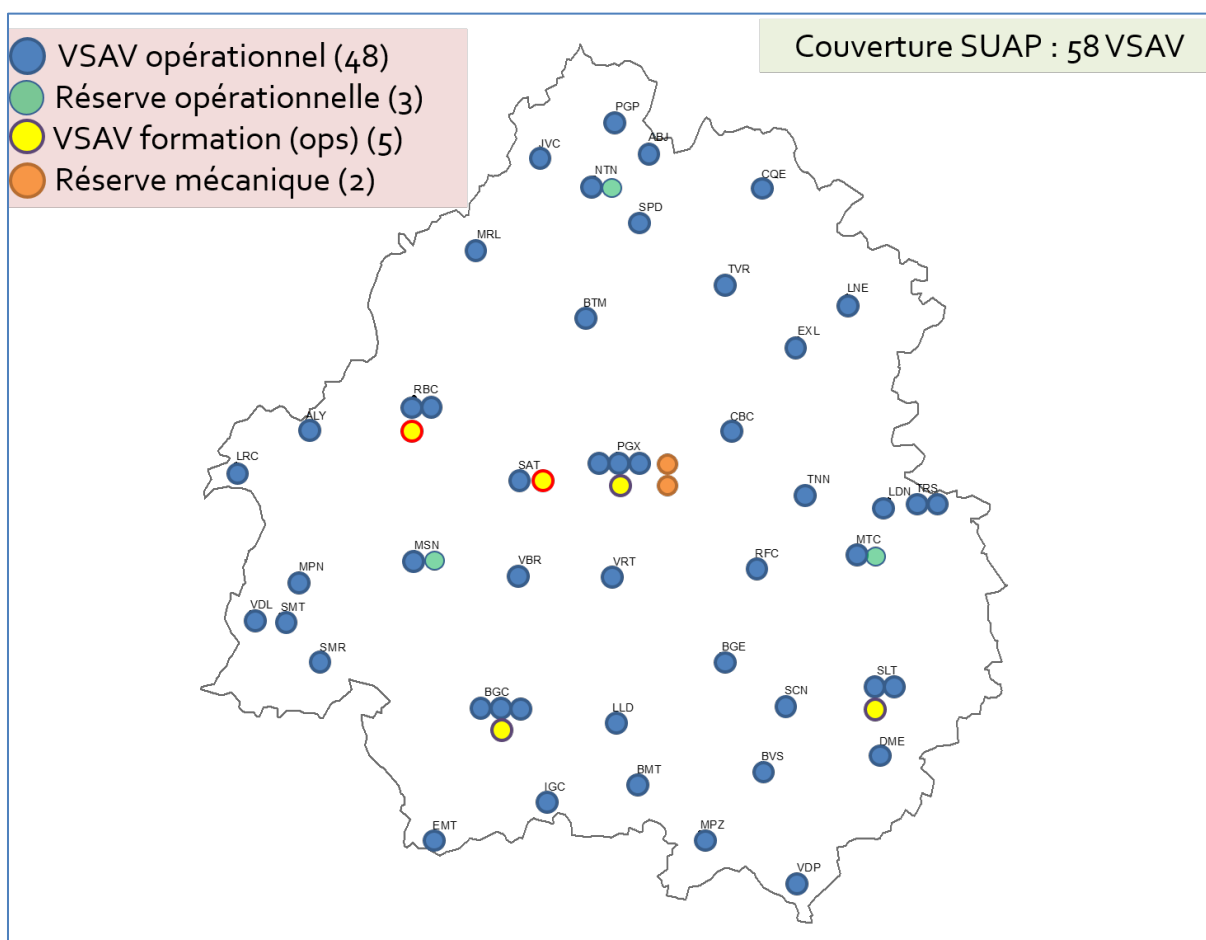 VSAV opérationnel (48)
Réserve opérationnelle (3)
VSAV formation (ops) (5)
Réserve mécanique (2)
Couverture SUAP : 58 VSAV
PGP
ABJ
JVC
NTN
CQE
SPD
MRL
TVR
LNE
BTM
EXL
RBC
ALY
CBC
PGX
LRC
SAT
TNN
LDN
TRS
MSN
MTC
VBR
VRT
RFC
MPN
VDL
SMT
SMR
BGE
SLT
BGC
SCN
LLD
DME
BVS
BMT
IGC
EMT
MPZ
VDP